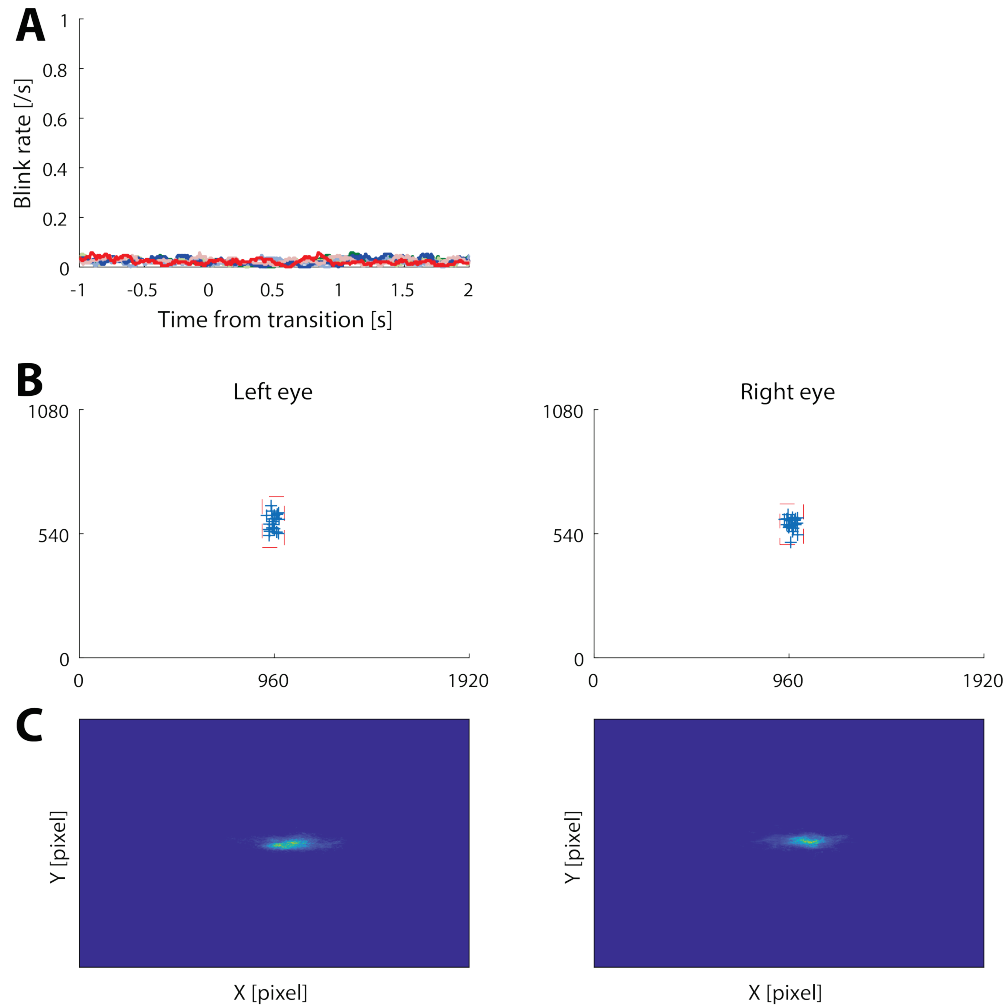 A
Blink rate [/s]
1
0.8
0.6
0.4
0.2
0
-1 -0.5 0 0.5 1 1.5 2
Time from transition [s]
B
Left eye
1080
540
0
0 960 1920
Right eye
1080
540
0
0 960 1920
C
Y [pixel]
X [pixel]
Y [pixel]
X [pixel]